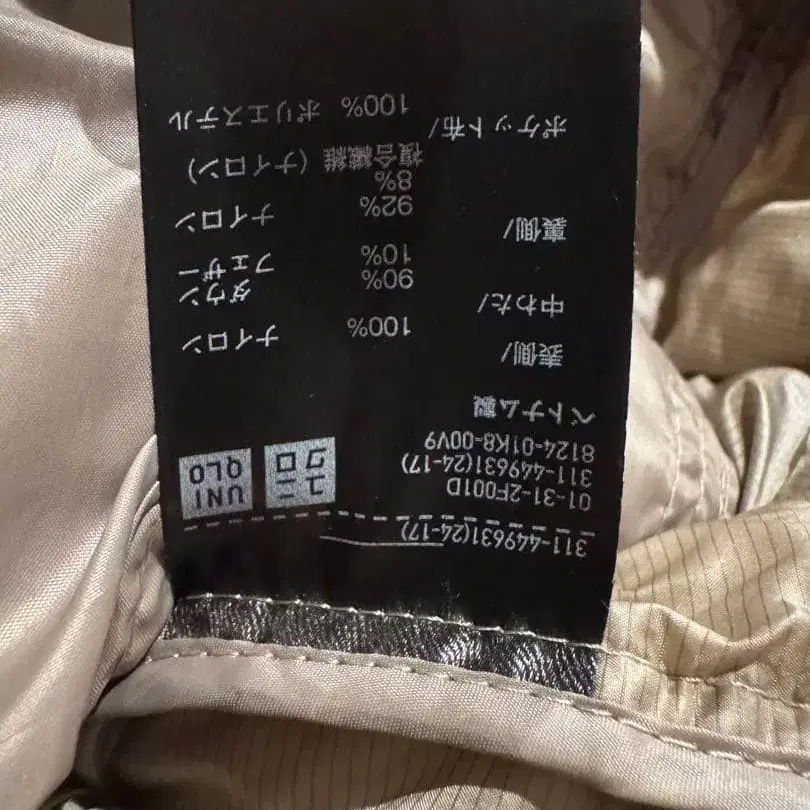 311-449631(24-17)
01-31-2F001D
311-449631(24-17)
8124-01K8-00V9
ベトナム製
ユニ
クロ
UNI
QLO
表側/ 100% ナイロン
中わた/ 90% ダウン
10% フェザー
裏側/ 92% ナイロン
8%
複合繊維 (ナイロン)
ポケット布/ 100% ポリエステル